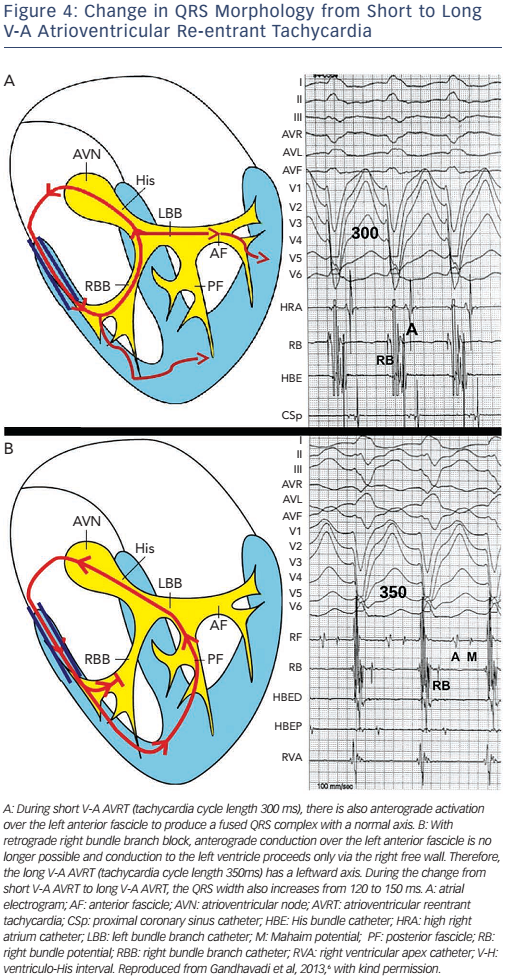 Figure 4: Change in QRS Morphology from Short to Long
V-A Atrioventricular Re-entrant Tachycardia
A
AVN
His
LBB
AF
RBB
PF
I
II
III
AVR
AVL
AVF
V1
V2
V3
V4
V5
V6
HRA
RB
HBE
CSp
300
A
RB
B
AVN
His
LBB
AF
RBB
PF
I
II
III
AVR
AVL
AVF
V1
V2
V3
V4
V5
V6
RF
RB
HBED
HBEP
RVA
350
A M
RB
100 mm/sec
A: During short V-A AVRT (tachycardia cycle length 300 ms), there is also anterograde activation
over the left anterior fascicle to produce a fused QRS complex with a normal axis. B: With
retrograde right bundle branch block, anterograde conduction over the left anterior fascicle is no
longer possible and conduction to the left ventricle proceeds only via the right free wall. Therefore,
the long V-A AVRT (tachycardia cycle length 350ms) has a leftward axis. During the change from
short V-A AVRT to long V-A AVRT, the QRS width also increases from 120 to 150 ms. A: atrial
electrogram; AF: anterior fascicle; AVN: atrioventricular node; AVRT: atrioventricular reentrant
tachycardia; CSp: proximal coronary sinus catheter; HBE: His bundle catheter; HRA: high right
atrium catheter; LBB: left bundle branch catheter; M: Mahaim potential;  PF: posterior fascicle; RB:
right bundle potential; RBB: right bundle branch catheter; RVA: right ventricular apex catheter; V-H:
ventriculo-His interval. Reproduced from Gandhavadi et al, 2013,⁶ with kind permission.